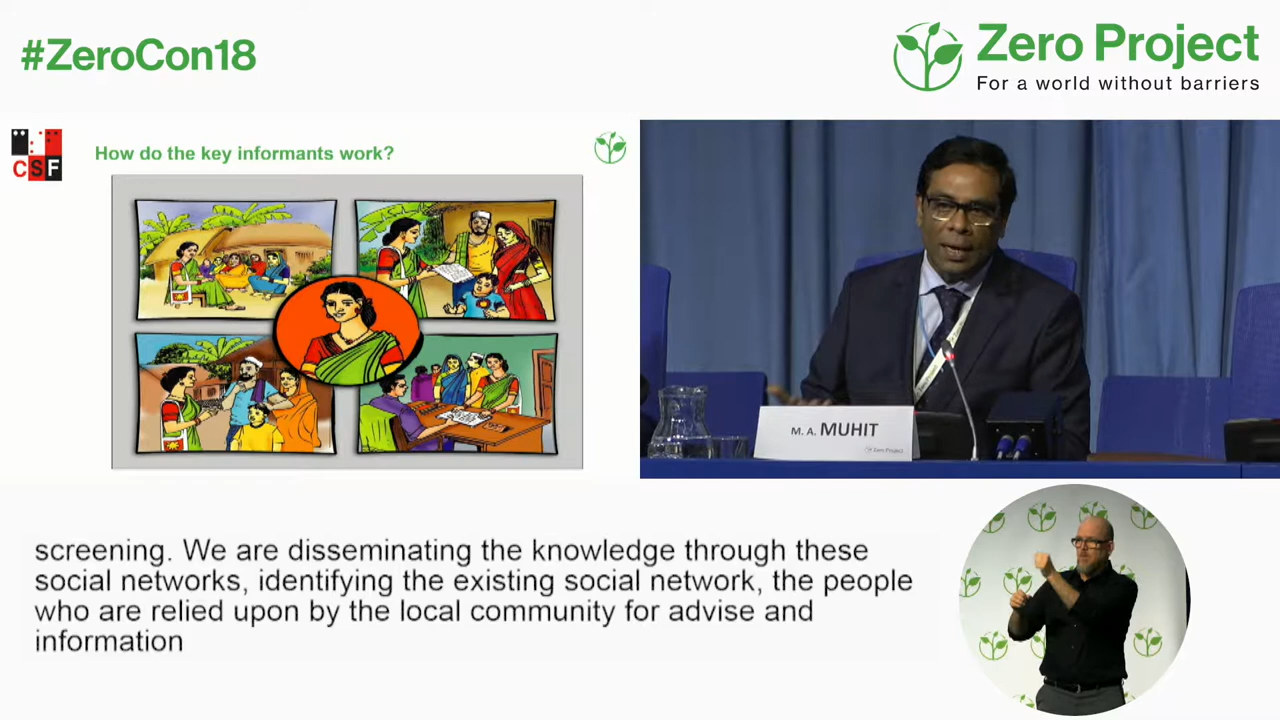 #ZeroCon18
Zero Project
For a world without barriers
CSF
How do the key informants work?
M. A. MUHIT
Zero Project
screening. We are disseminating the knowledge through these
social networks, identifying the existing social network, the people
who are relied upon by the local community for advise and
information